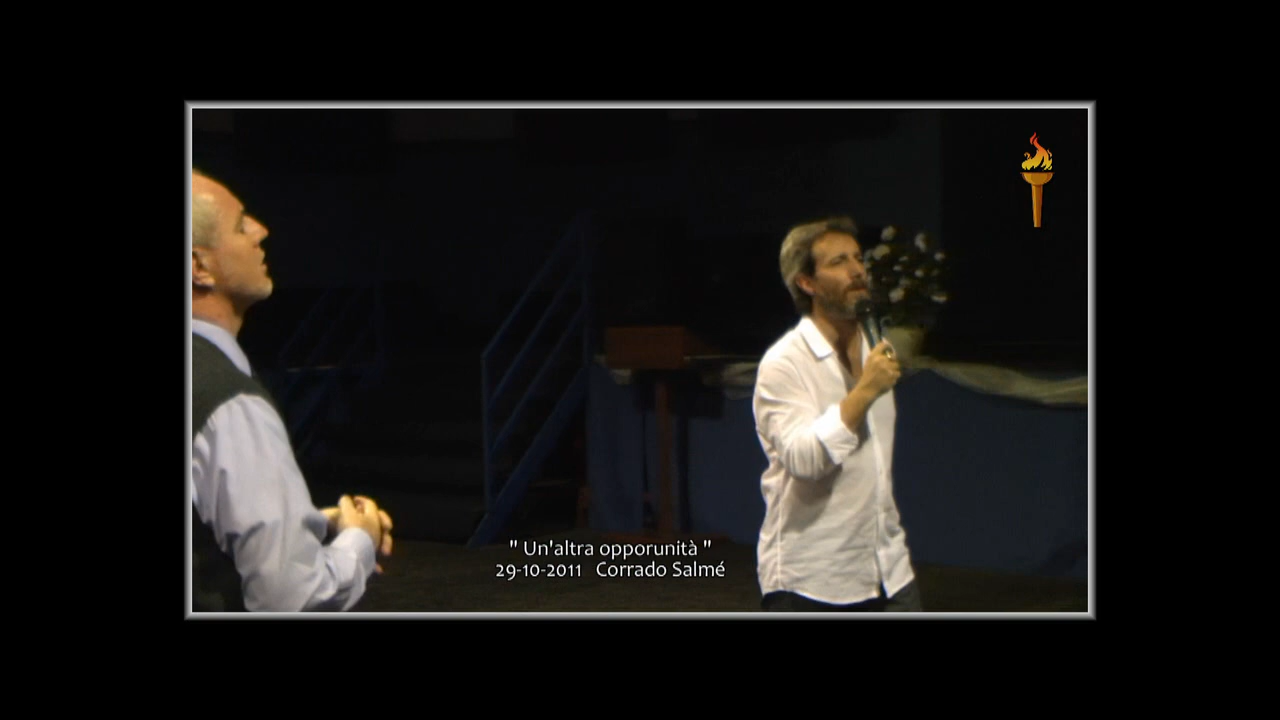 " Un'altra opporunità "
29-10-2011 Corrado Salmé